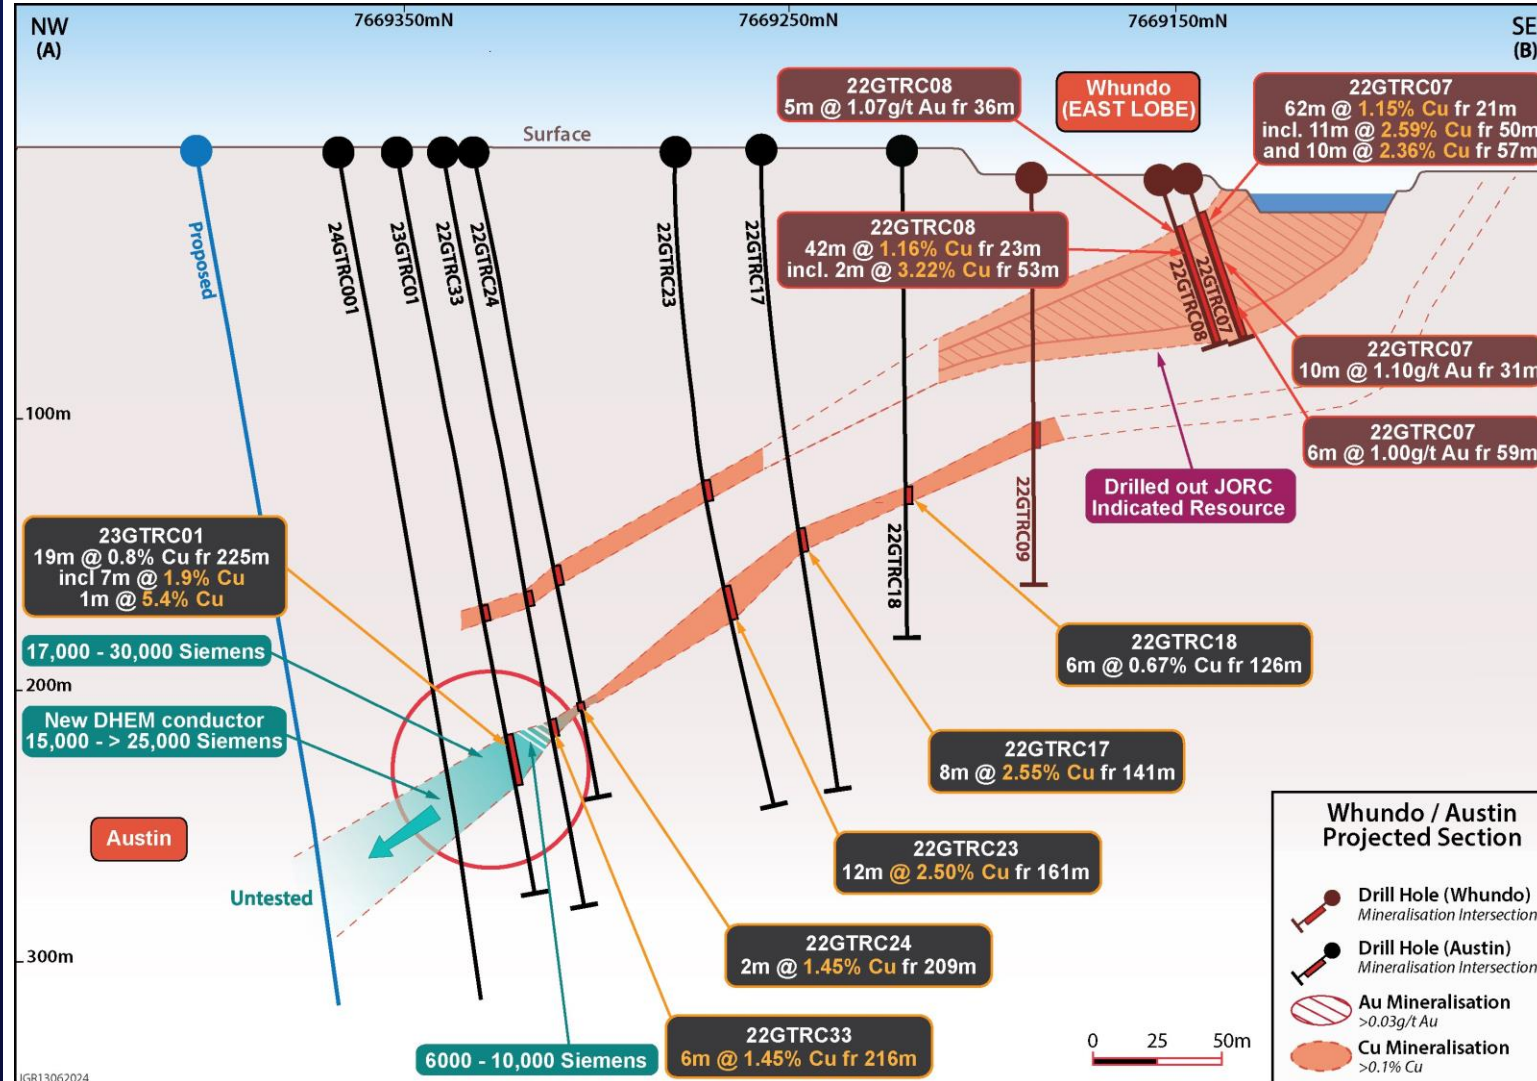 NW
(A)
7669350mN
7669250mN
7669150mN
SE
(B)
Surface
22GTRC08
5m @ 1.07g/t Au fr 36m
Whundo
(EAST LOBE)
22GTRC07
62m @ 1.15% Cu fr 21m
incl. 11m @ 2.59% Cu fr 50m
and 10m @ 2.36% Cu fr 57m
22GTRC08
42m @ 1.16% Cu fr 23m
incl. 2m @ 3.22% Cu fr 53m
Proposed
24GTRC001
23GTRC01
22GTRC33
22GTRC24
22GTRC23
22GTRC17
22GTRC18
22GTRC09
22GTRC08
22GTRC07
22GTRC07
10m @ 1.10g/t Au fr 31m
22GTRC07
6m @ 1.00g/t Au fr 59m
100m
Drilled out JORC
Indicated Resource
23GTRC01
19m @ 0.8% Cu fr 225m
incl 7m @ 1.9% Cu
1m @ 5.4% Cu
17,000 - 30,000 Siemens
200m
New DHEM conductor
15,000 - > 25,000 Siemens
22GTRC18
6m @ 0.67% Cu fr 126m
22GTRC17
8m @ 2.55% Cu fr 141m
Austin
22GTRC23
12m @ 2.50% Cu fr 161m
Untested
22GTRC24
2m @ 1.45% Cu fr 209m
300m
22GTRC33
6m @ 1.45% Cu fr 216m
6000 - 10,000 Siemens
0 25 50m
Whundo / Austin
Projected Section
Drill Hole (Whundo)
Mineralisation Intersection
Drill Hole (Austin)
Mineralisation Intersection
Au Mineralisation
>0.03g/t Au
Cu Mineralisation
>0.1% Cu
JGR13062024